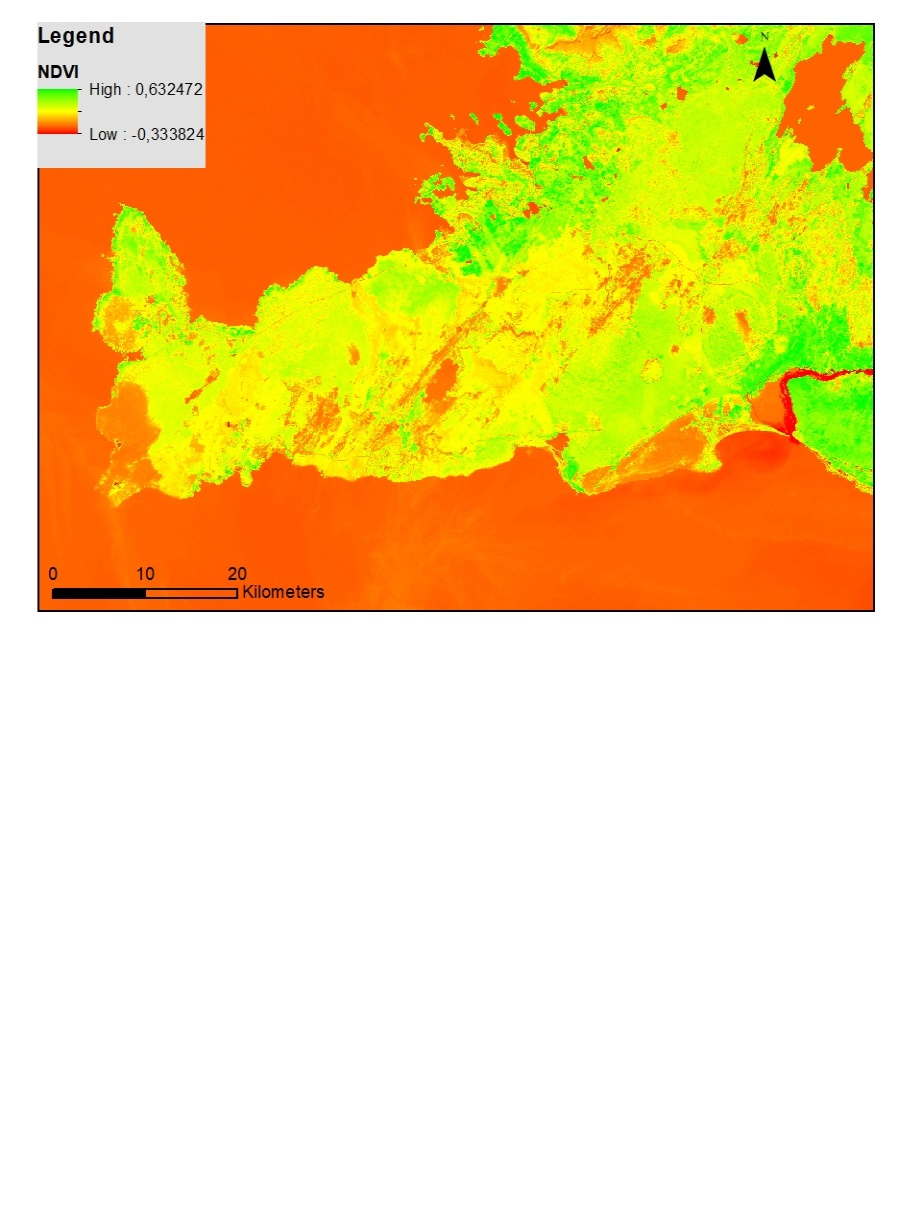 Legend
NDVI
High : 0,632472
Low : -0,333824
N
0 10 20
Kilometers